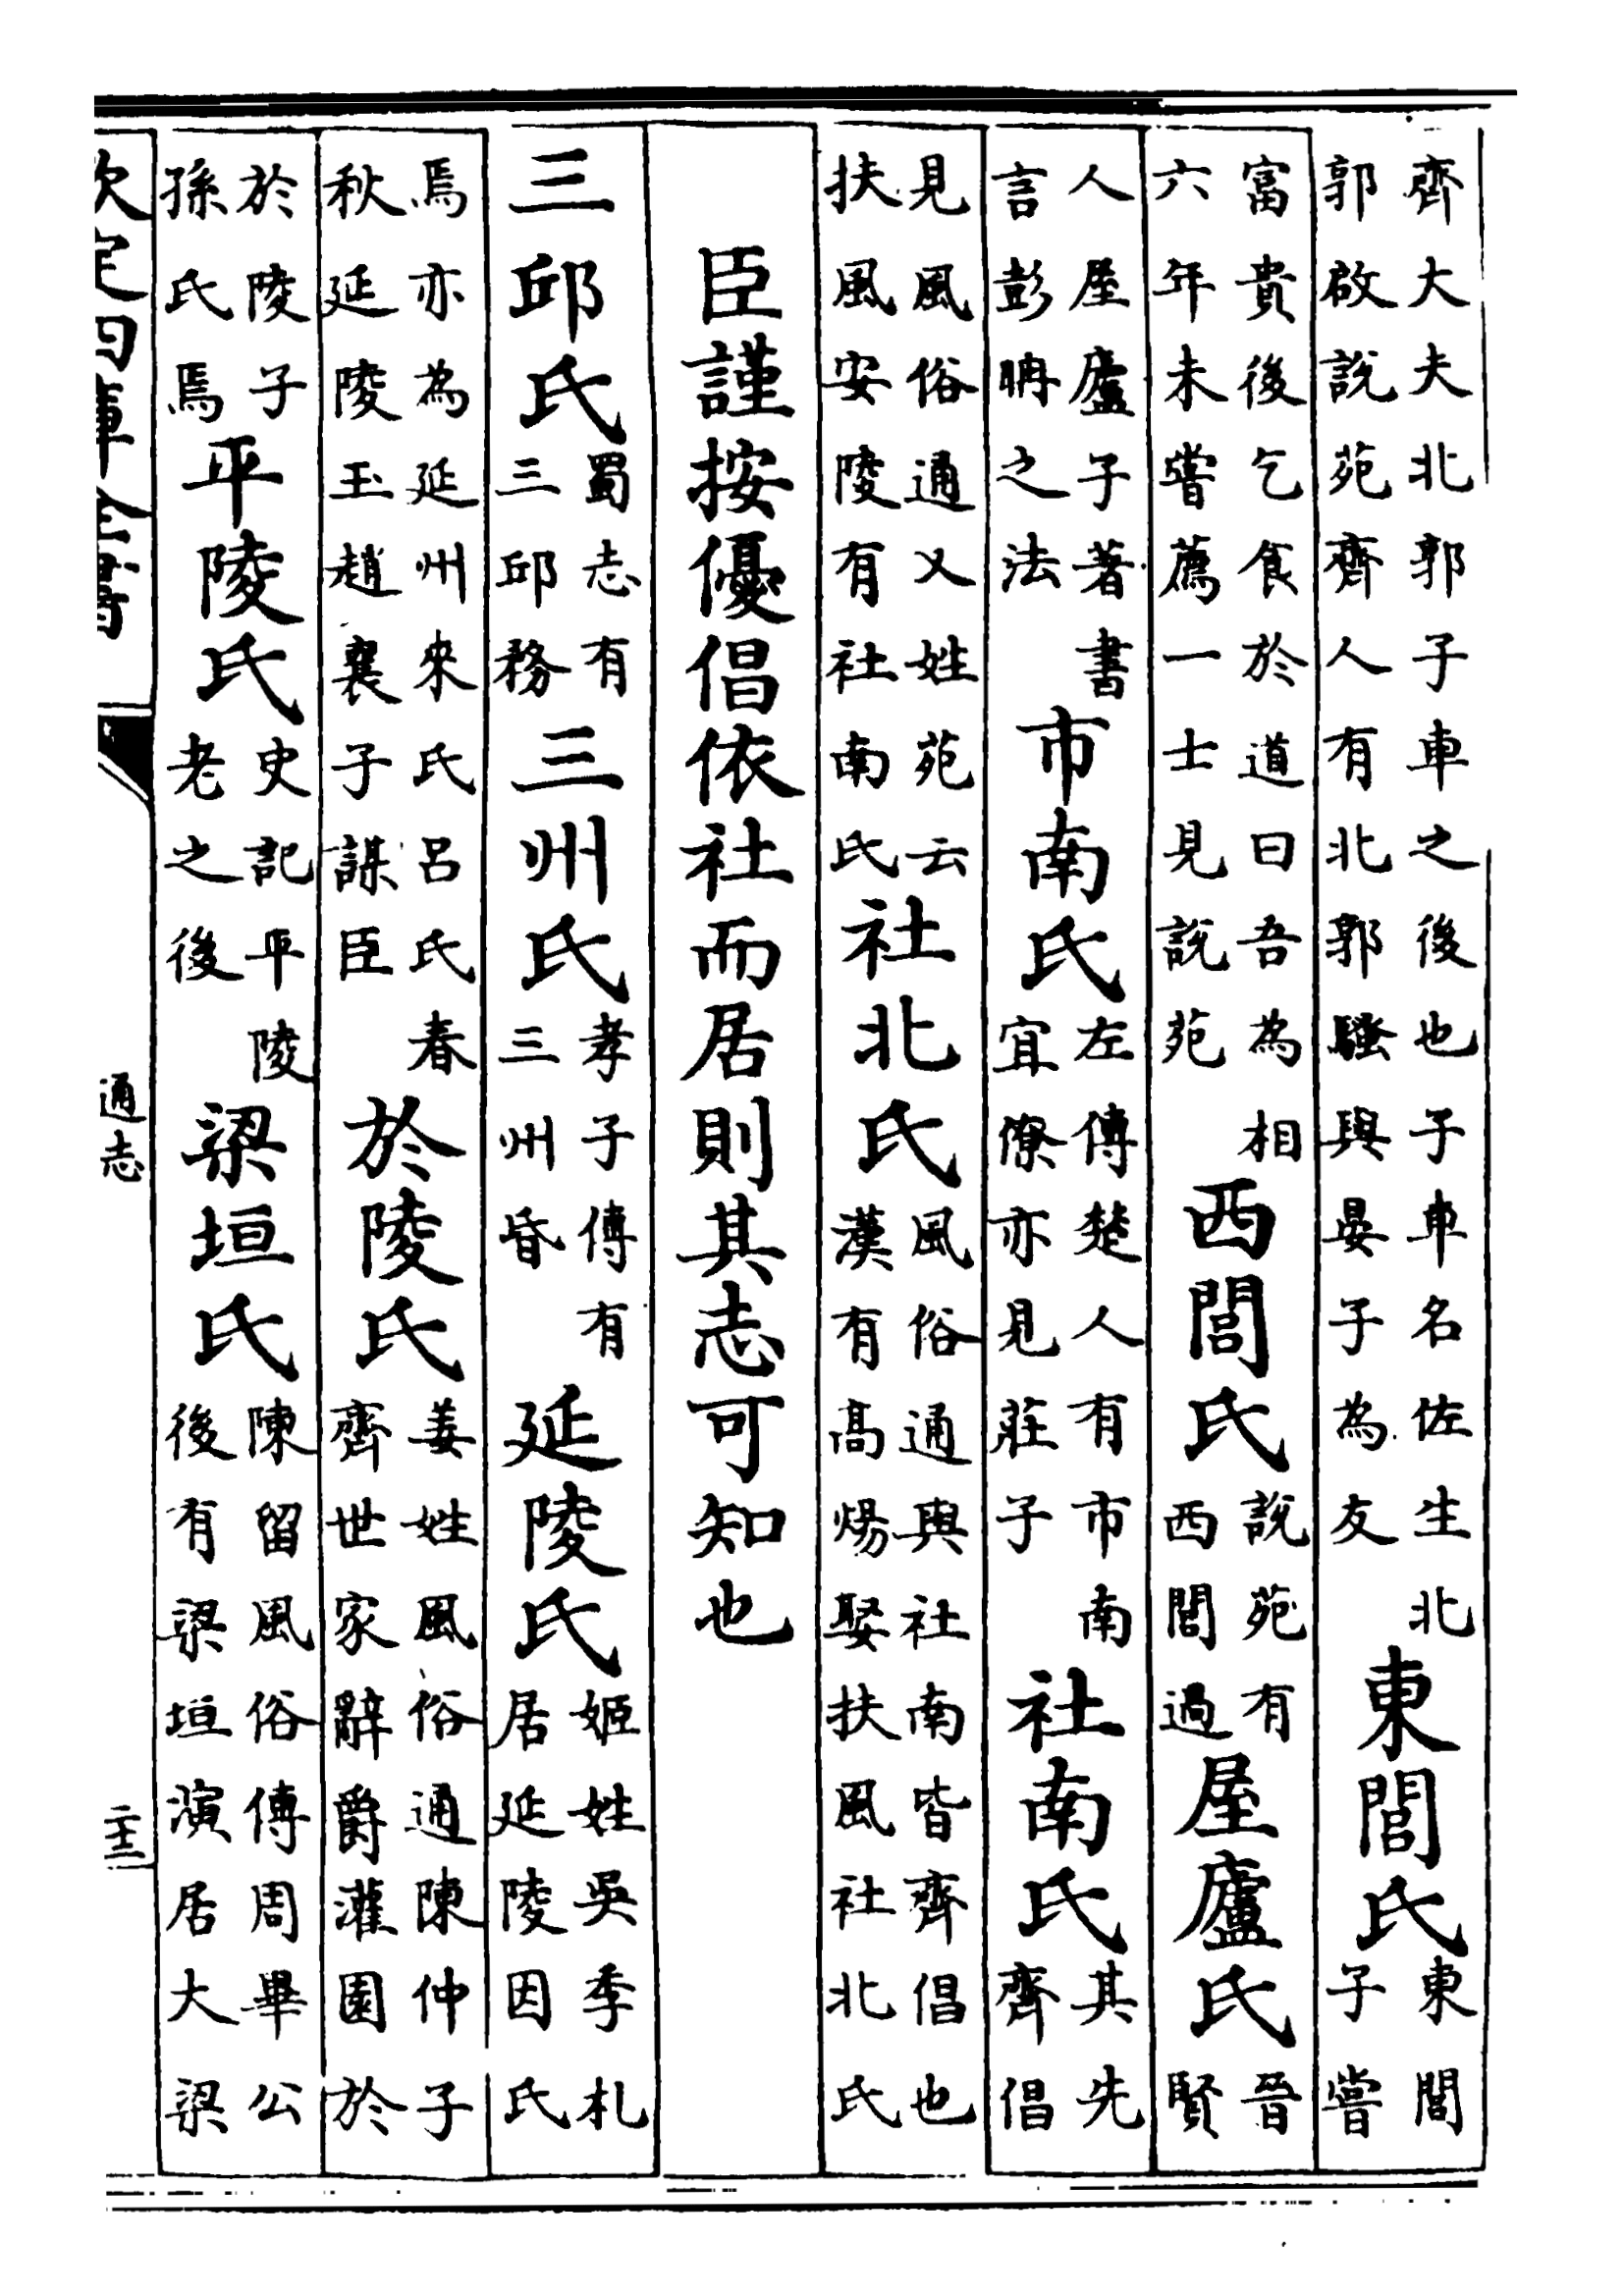 齊大夫北郭子車之後也子車名佐生北郭啟說苑齊人有北郭騷與晏子為友東閭氏東閭子嘗
富貴後乞食於道曰吾為相六年未嘗薦一士見說苑西閭氏說苑有西閭過屋廬氏晉賢
人屋廬子著書言彭聃之法市南氏左傳楚人有市南宜僚亦見莊子社南氏其先齊倡
見風俗通又姓苑云扶風安陵有社南氏社北氏風俗通與社南皆齊倡也漢有高煬娶扶風社北氏
臣謹按優倡依社而居則其志可知也
三邱氏蜀志有三邱務三州氏孝子傳有三州昏延陵氏姬姓吳季札居延陵因氏
焉亦為延州來氏呂氏春秋延陵玉趙襄子謀臣於陵氏姜姓風俗通陳仲子齊世家辭爵灌園於
於陵子孫氏焉平陵氏史記平陵老之後梁垣氏陳留風俗傳周畢公後有梁垣演居大梁
欽定四庫全書
通志
二十三